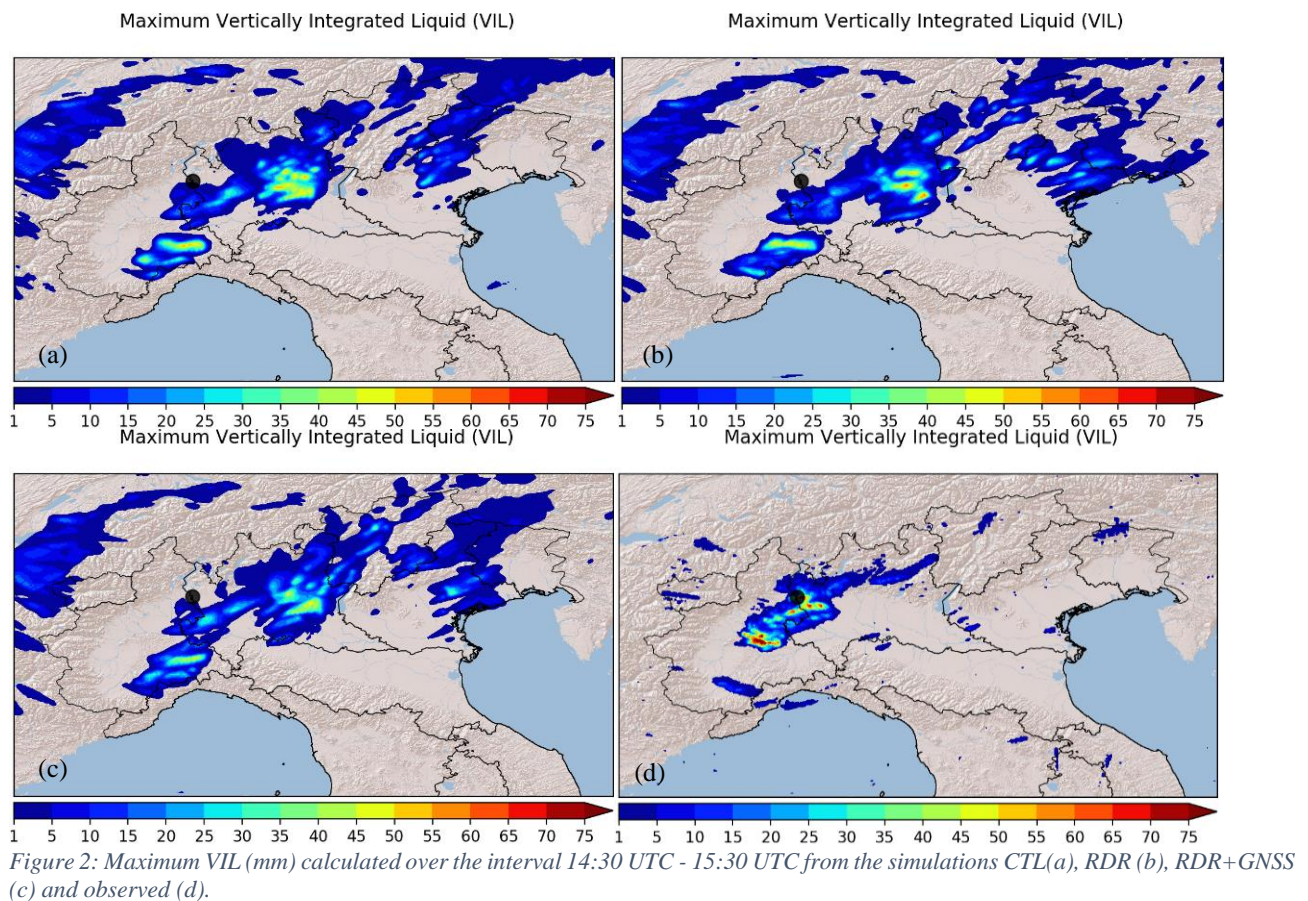 Maximum Vertically Integrated Liquid (VIL) Maximum Vertically Integrated Liquid (VIL)
(a) (b)
1 5 10 15 20 25 30 35 40 45 50 55 60 65 70 75 1 5 10 15 20 25 30 35 40 45 50 55 60 65 70 75
Maximum Vertically Integrated Liquid (VIL) Maximum Vertically Integrated Liquid (VIL)
(c) (d)
1 5 10 15 20 25 30 35 40 45 50 55 60 65 70 75 1 5 10 15 20 25 30 35 40 45 50 55 60 65 70 75
Figure 2: Maximum VIL (mm) calculated over the interval 14:30 UTC - 15:30 UTC from the simulations CTL(a), RDR (b), RDR+GNSS
(c) and observed (d).